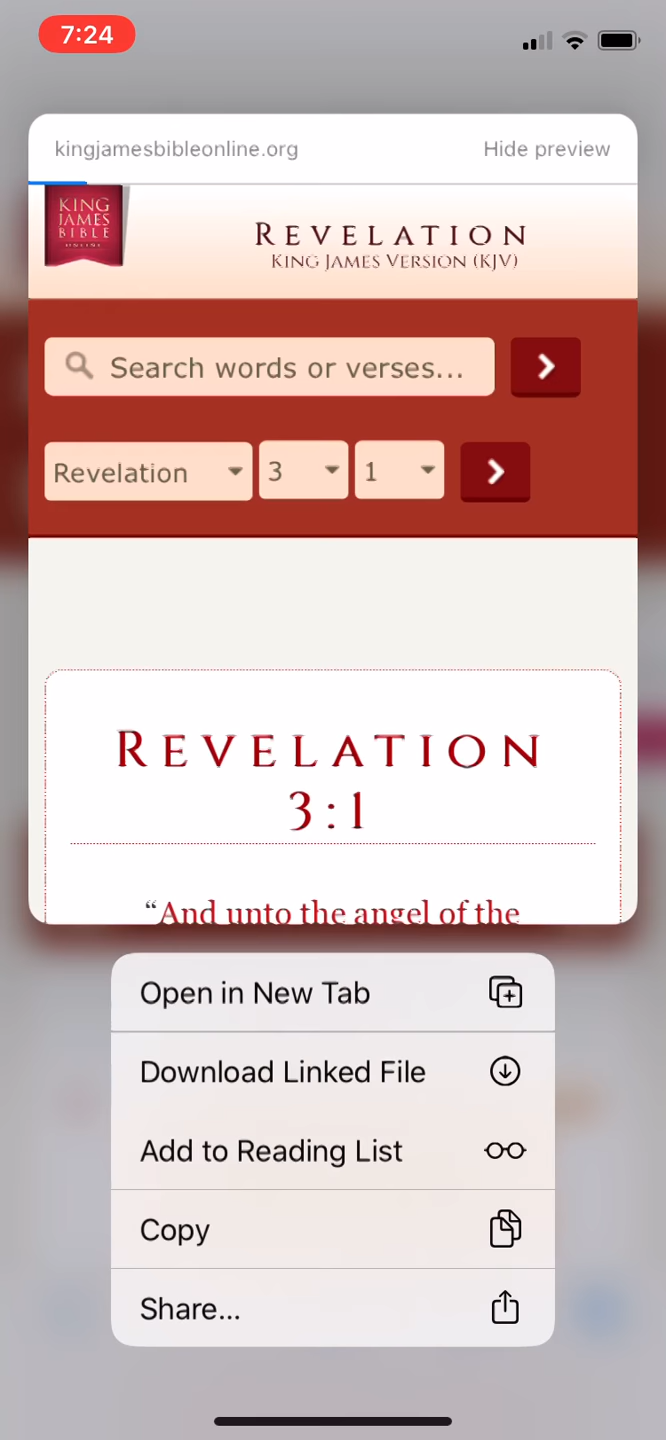 7:24
kingjamesbibleonline.org Hide preview
KING
JAMES
BIBLE
ONLINE
REVELATION
KING JAMES VERSION (KJV)
Search words or verses...
Revelation 3 1
REVELATION
3:1
“And unto the angel of the
Open in New Tab
Download Linked File
Add to Reading List
Copy
Share...